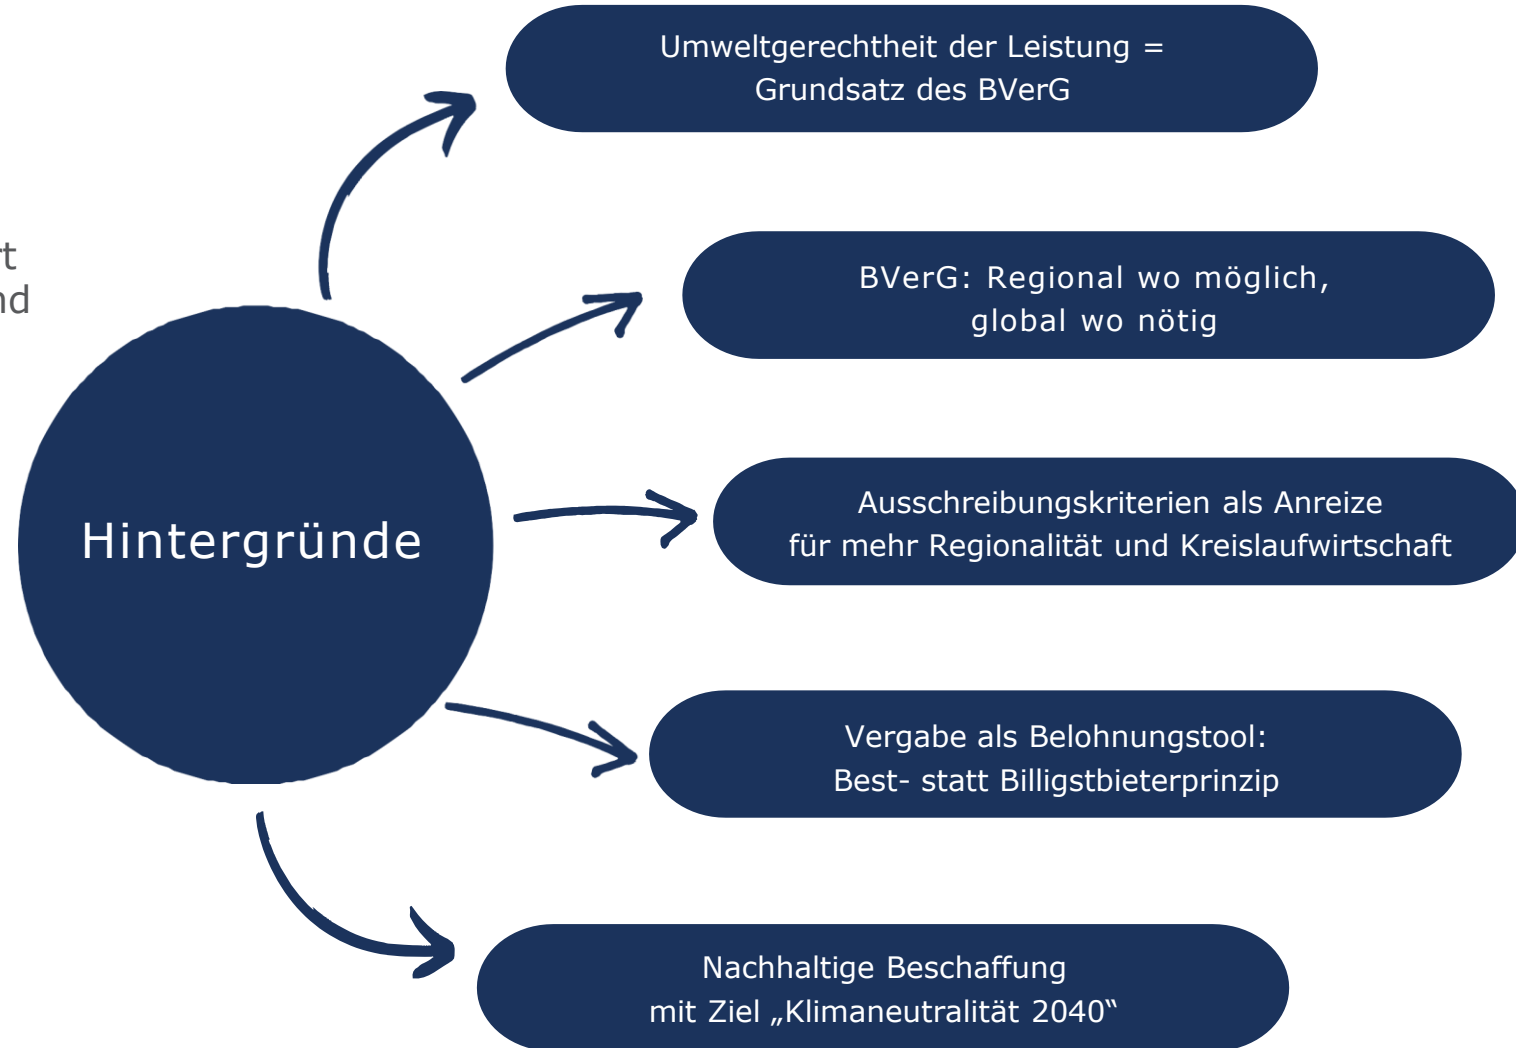 Umweltgerechtheit der Leistung =
Grundsatz des BVerG
BVerG: Regional wo möglich,
global wo nötig
Hintergründe
Ausschreibungskriterien als Anreize
für mehr Regionalität und Kreislaufwirtschaft
Vergabe als Belohnungstool:
Best- statt Billigstbieterprinzip
Nachhaltige Beschaffung
mit Ziel „Klimaneutralität 2040“